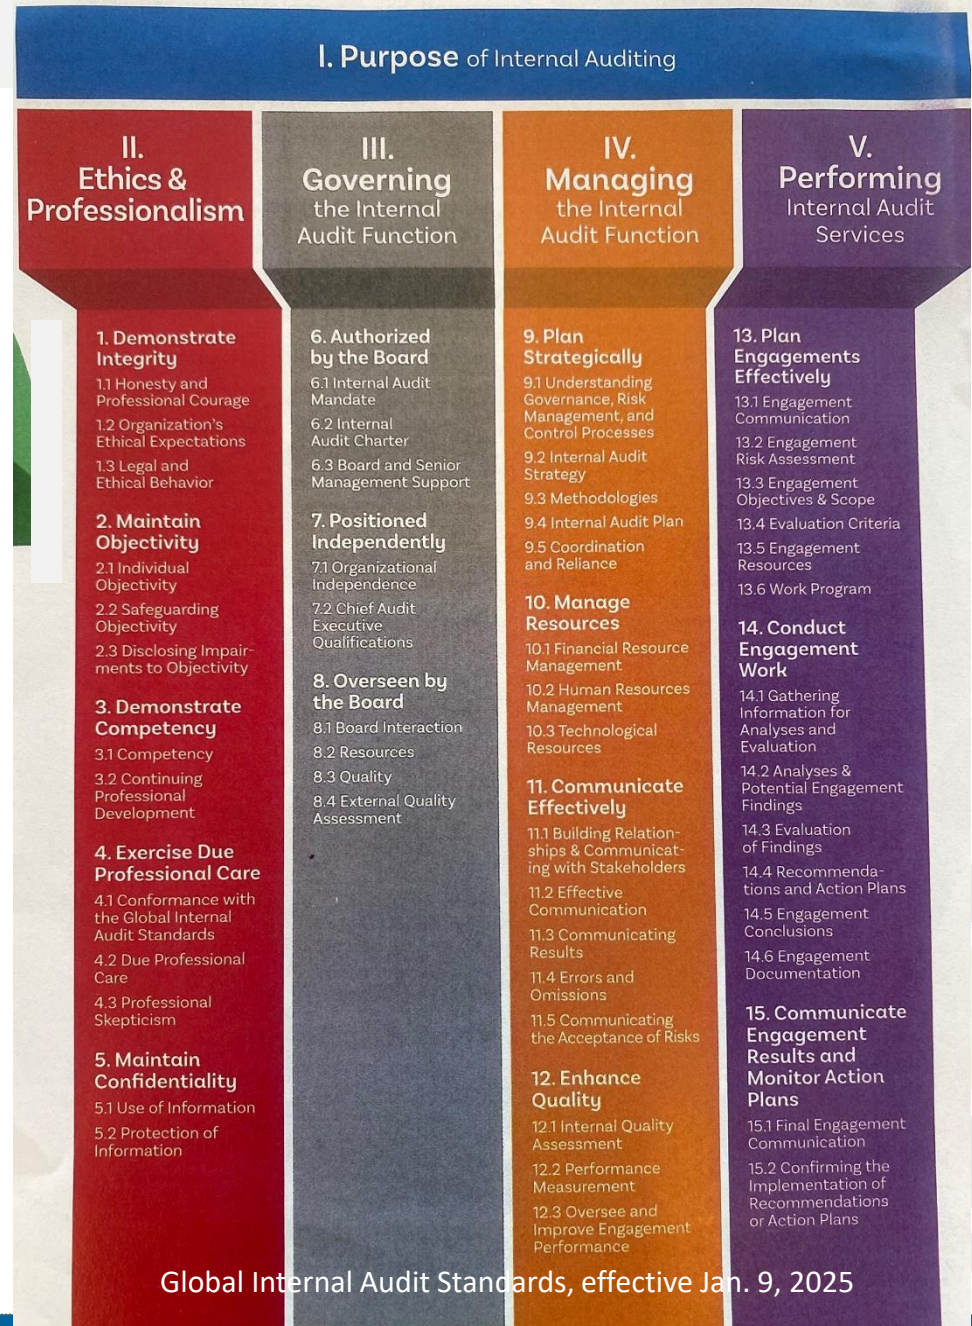 I. Purpose of Internal Auditing
II.
Ethics &
Professionalism
1. Demonstrate
Integrity
1.1 Honesty and
Professional Courage
1.2 Organization's
Ethical Expectations
1.3 Legal and
Ethical Behavior
2. Maintain
Objectivity
2.1 Individual
Objectivity
2.2 Safeguarding
Objectivity
2.3 Disclosing Impair-
ments to Objectivity
3. Demonstrate
Competency
3.1 Competency
3.2 Continuing
Professional
Development
4. Exercise Due
Professional Care
4.1 Conformance with
the Global Internal
Audit Standards
4.2 Due Professional
Care
4.3 Professional
Skepticism
5. Maintain
Confidentiality
5.1 Use of Information
5.2 Protection of
Information
III.
Governing
the Internal
Audit Function
6. Authorized
by the Board
6.1 Internal Audit
Mandate
6.2 Internal
Audit Charter
6.3 Board and Senior
Management Support
7. Positioned
Independently
7.1 Organizational
Independence
7.2 Chief Audit
Executive
Qualifications
8. Overseen by
the Board
8.1 Board Interaction
8.2 Resources
8.3 Quality
8.4 External Quality
Assessment
IV.
Managing
the Internal
Audit Function
9. Plan
Strategically
9.1 Understanding
Governance, Risk
Management, and
Control Processes
9.2 Internal Audit
Strategy
9.3 Methodologies
9.4 Internal Audit Plan
9.5 Coordination
and Reliance
10. Manage
Resources
10.1 Financial Resource
Management
10.2 Human Resources
Management
10.3 Technological
Resources
11. Communicate
Effectively
11.1 Building Relation-
ships & Communicat-
ing with Stakeholders
11.2 Effective
Communication
11.3 Communicating
Results
11.4 Errors and
Omissions
11.5 Communicating
the Acceptance of Risks
12. Enhance
Quality
12.1 Internal Quality
Assessment
12.2 Performance
Measurement
12.3 Oversee and
Improve Engagement
Performance
V.
Performing
Internal Audit
Services
13. Plan
Engagements
Effectively
13.1 Engagement
Communication
13.2 Engagement
Risk Assessment
13.3 Engagement
Objectives & Scope
13.4 Evaluation Criteria
13.5 Engagement
Resources
13.6 Work Program
14. Conduct
Engagement
Work
14.1 Gathering
Information for
Analyses and
Evaluation
14.2 Analyses &
Potential Engagement
Findings
14.3 Evaluation
of Findings
14.4 Recommenda-
tions and Action Plans
14.5 Engagement
Conclusions
14.6 Engagement
Documentation
15. Communicate
Engagement
Results and
Monitor Action
Plans
15.1 Final Engagement
Communication
15.2 Confirming the
Implementation of
Recommendations
or Action Plans
Global Internal Audit Standards, effective Jan. 9, 2025